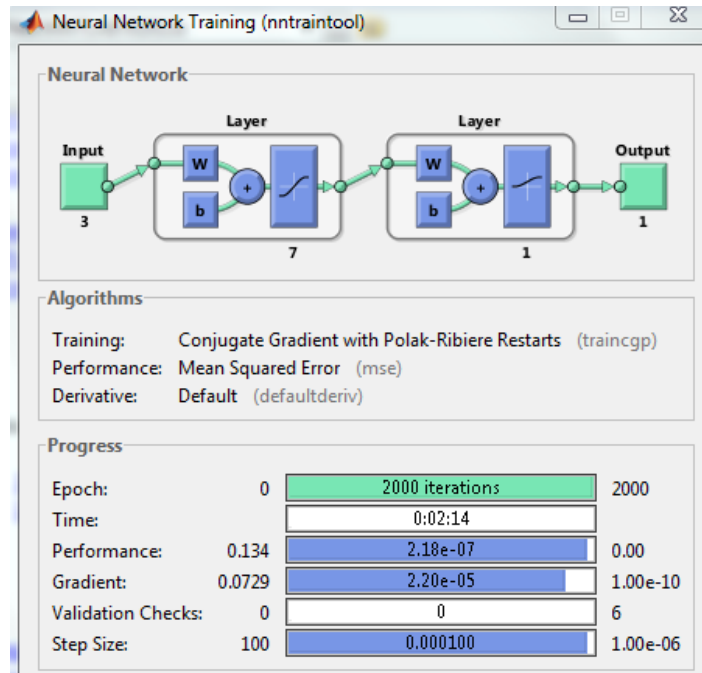 Neural Network Training (nntraintool)
Neural Network
Layer Layer
Input Output
W W
b b
+ +
3 1
7 1
Algorithms
Training: Conjugate Gradient with Polak-Ribiere Restarts (traincgp)
Performance: Mean Squared Error (mse)
Derivative: Default (defaultderiv)
Progress
Epoch: 0 2000 iterations 2000
Time: 0:02:14
Performance: 0.134 2.18e-07 0.00
Gradient: 0.0729 2.20e-05 1.00e-10
Validation Checks: 0 0 6
Step Size: 100 0.000100 1.00e-06